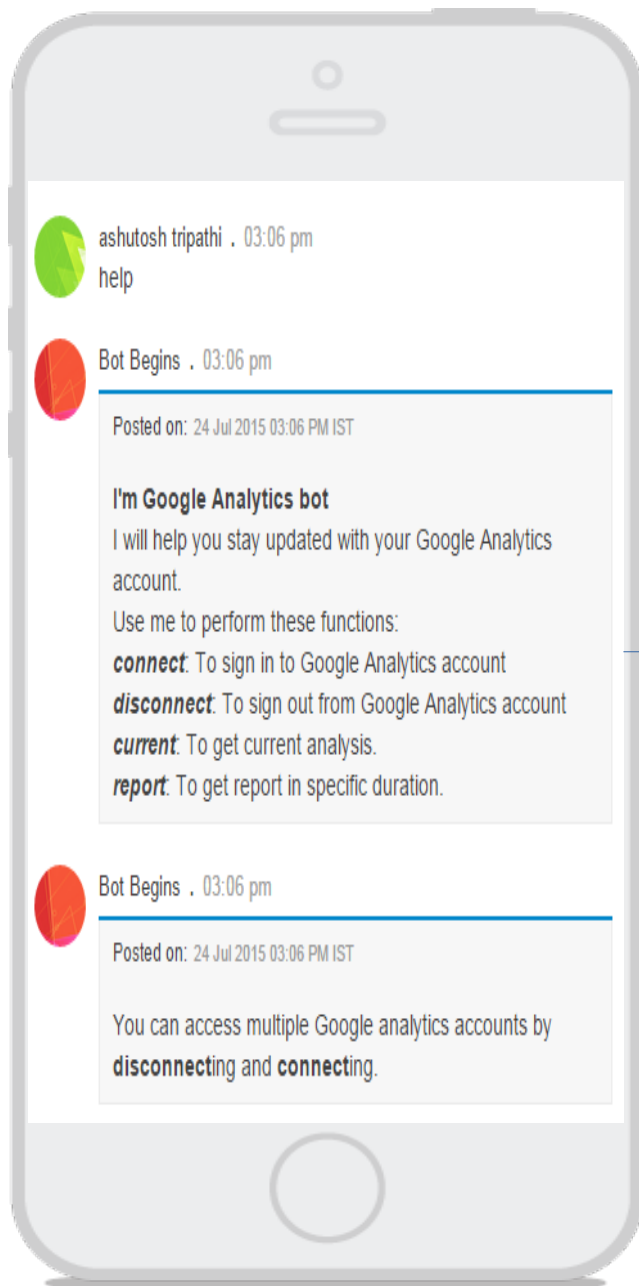 ashutosh tripathi . 03:06 pm
help
Bot Begins . 03:06 pm
Posted on: 24 Jul 2015 03:06 PM IST
I'm Google Analytics bot
I will help you stay updated with your Google Analytics
account.
Use me to perform these functions:
connect: To sign in to Google Analytics account
disconnect: To sign out from Google Analytics account
current: To get current analysis.
report: To get report in specific duration.
Bot Begins . 03:06 pm
Posted on: 24 Jul 2015 03:06 PM IST
You can access multiple Google analytics accounts by
disconnecting and connecting.